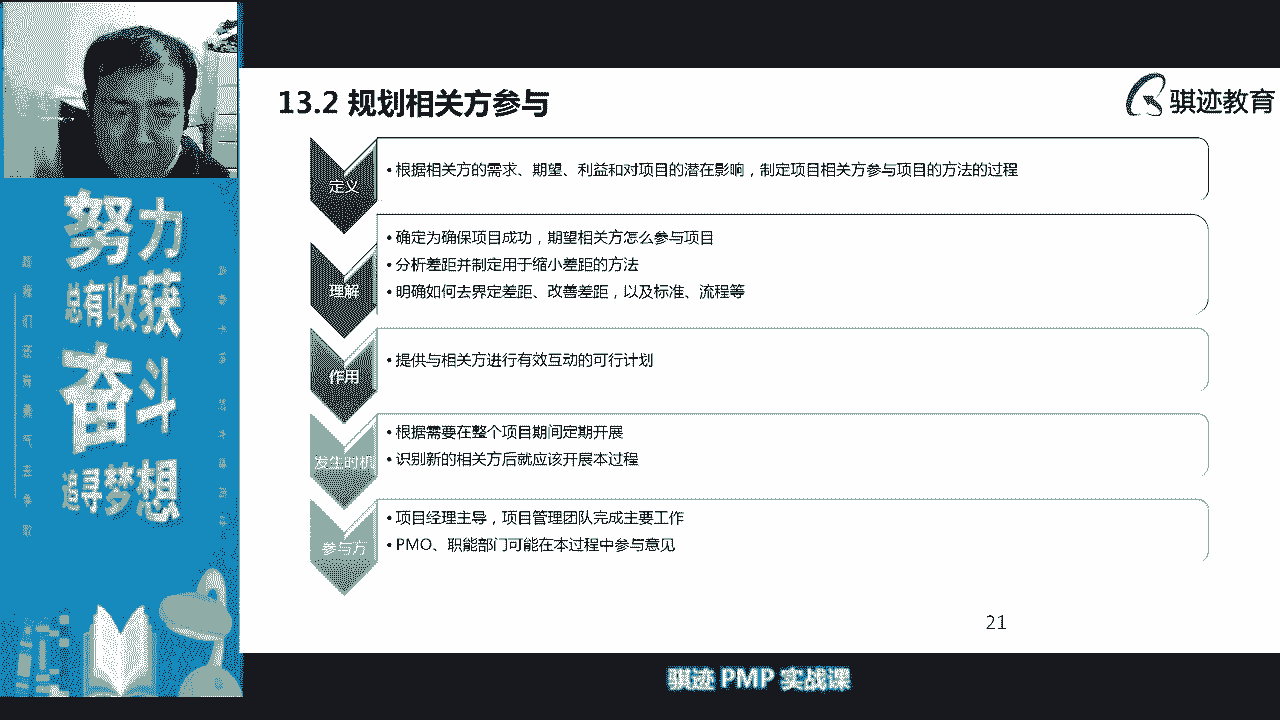 13.2 规划相关方参与
骐迹教育
定义
•根据相关方的需求、期望、利益和对项目的潜在影响，制定项目相关方参与项目的方法的过程
理解
•确定为确保项目成功，期望相关方怎么参与项目
•分析差距并制定用于缩小差距的方法
•明确如何去界定差距、改善差距，以及标准、流程等
作用
•提供与相关方进行有效互动的可行计划
发生时机
•根据需要在整个项目期间定期开展
•识别新的相关方后就应该开展本过程
参与方
•项目经理主导，项目管理团队完成主要工作
•PMO、职能部门可能在本过程中参与意见
21
努力
总有收获
奋斗
追寻梦想
骐迹 PMP 实战课